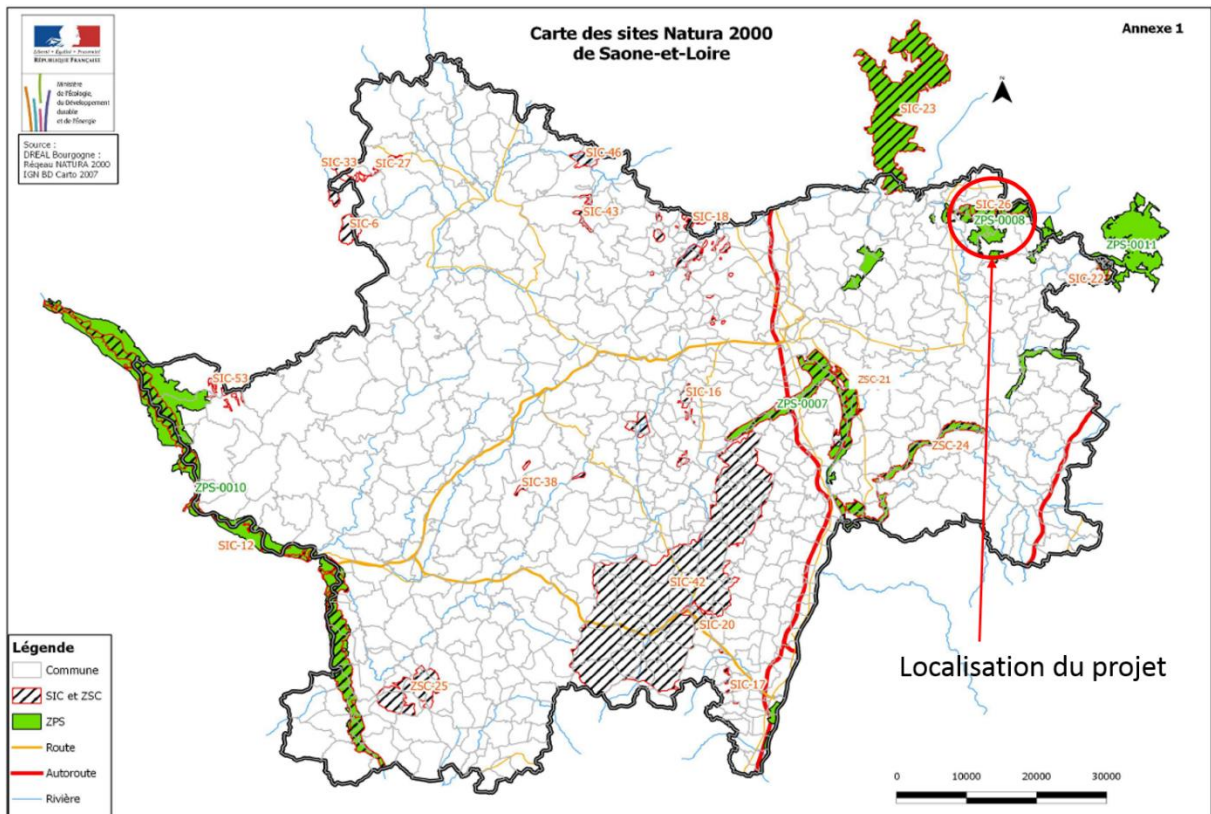 Carte des sites Natura 2000
de Saone-et-Loire
Annexe 1
Liberté • Égalité • Fraternité
RÉPUBLIQUE FRANÇAISE
Ministère
de l'Écologie,
du Développement
durable
et de l'Énergie
Source :
DREAL Bourgogne :
Réqeau NATURA 2000
IGN BD Carto 2007
SIC-23
SIC-33
SIC-27
SIC-46
SIC-6
SIC-43
SIC-18
SIC-26
ZPS-0008
ZPS-0011
SIC-22
SIC-53
SIC-16
ZSC-21
ZPS-0007
ZSC-24
ZPS-0010
SIC-38
SIC-12
SIC-42
SIC-20
ZSC-25
SIC-17
Localisation du projet
Légende
Commune
SIC et ZSC
ZPS
Route
Autoroute
Rivière
0 10000 20000 30000